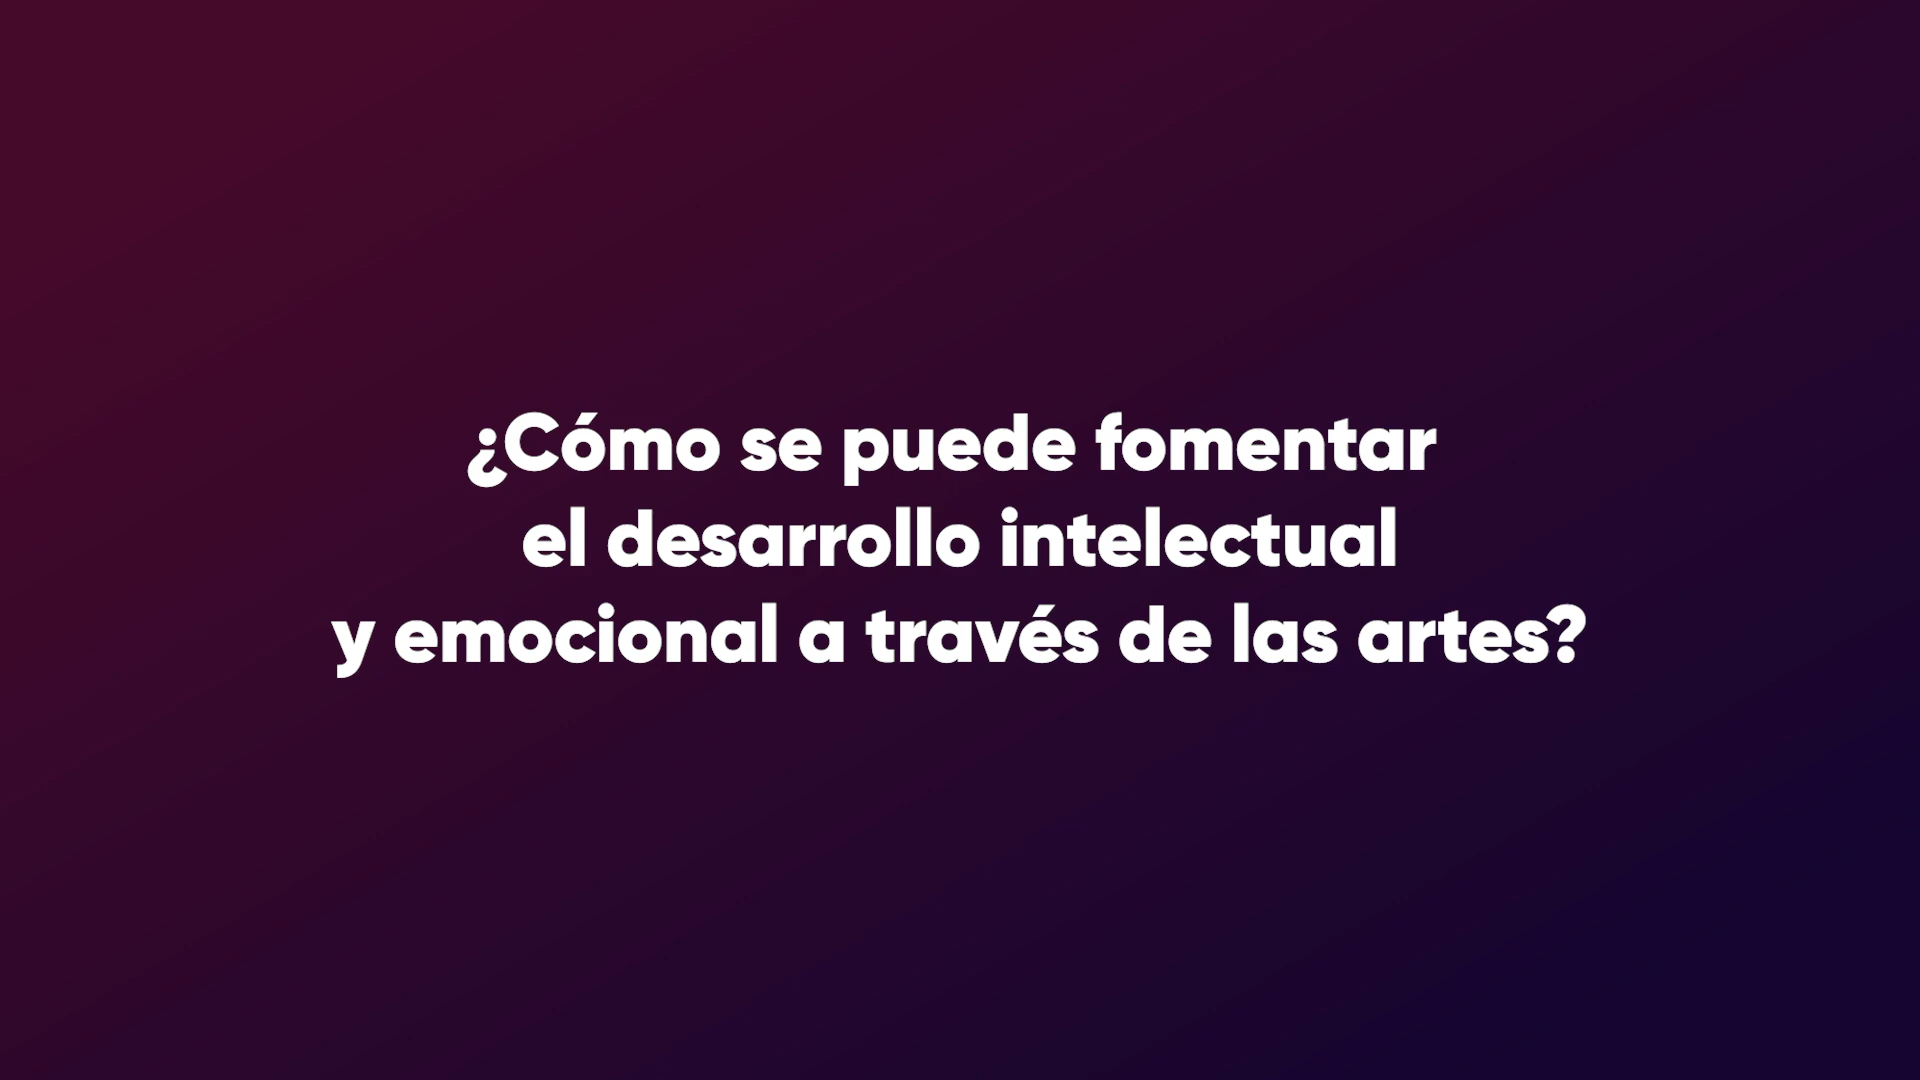 ¿Cómo se puede fomentar
el desarrollo intelectual
y emocional a través de las artes?